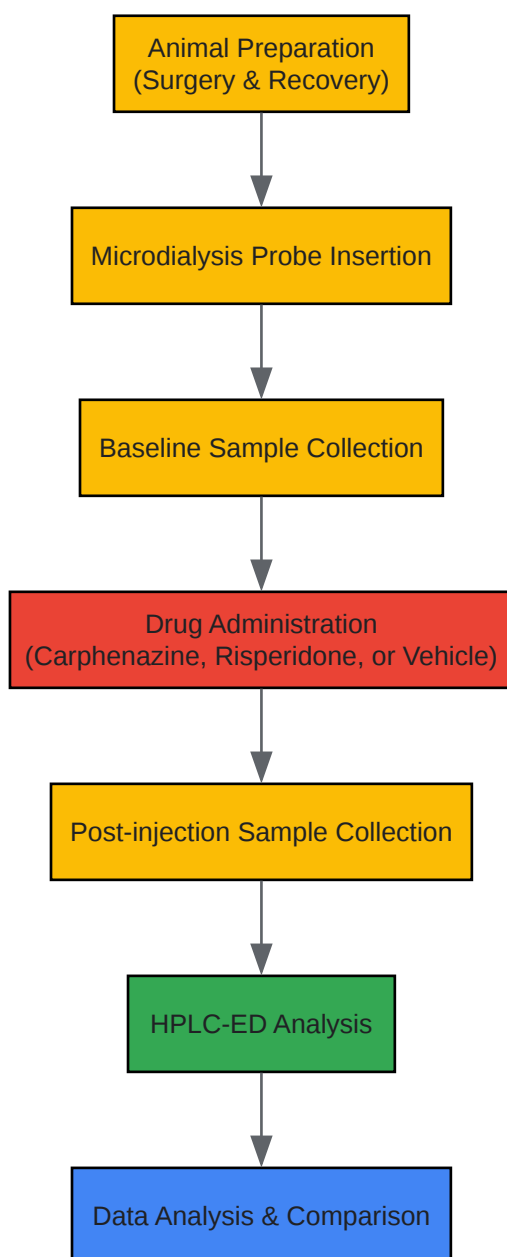 Animal Preparation
(Surgery & Recovery)
Microdialysis Probe Insertion
Baseline Sample Collection
Drug Administration
(Carphenazine, Risperidone, or Vehicle)
Post-injection Sample Collection
HPLC-ED Analysis
Data Analysis & Comparison